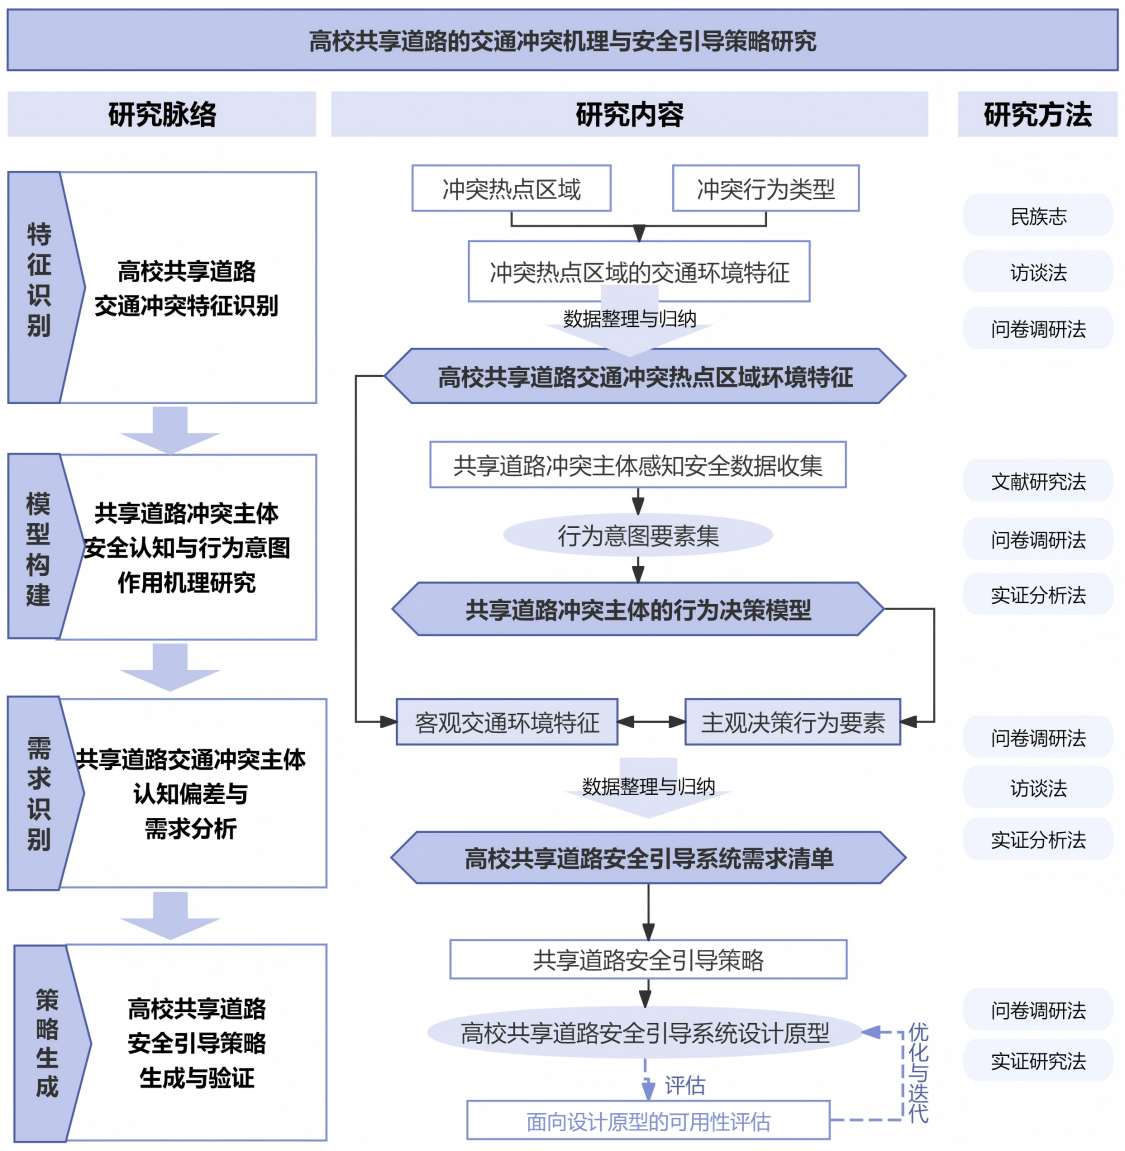 高校共享道路的交通冲突机理与安全引导策略研究
研究脉络
研究内容
研究方法
特征识别
高校共享道路
交通冲突特征识别
冲突热点区域
冲突行为类型
冲突热点区域的交通环境特征
数据整理与归纳
高校共享道路交通冲突热点区域环境特征
民族志
访谈法
问卷调研法
模型构建
共享道路冲突主体
安全认知与行为意图
作用机理研究
共享道路冲突主体感知安全数据收集
行为意图要素集
共享道路冲突主体的行为决策模型
文献研究法
问卷调研法
实证分析法
需求识别
共享道路交通冲突主体
认知偏差与
需求分析
客观交通环境特征
主观决策行为要素
数据整理与归纳
高校共享道路安全引导系统需求清单
问卷调研法
访谈法
实证分析法
策略生成
高校共享道路
安全引导策略
生成与验证
共享道路安全引导策略
高校共享道路安全引导系统设计原型
评估
面向设计原型的可用性评估
优化与迭代
问卷调研法
实证研究法